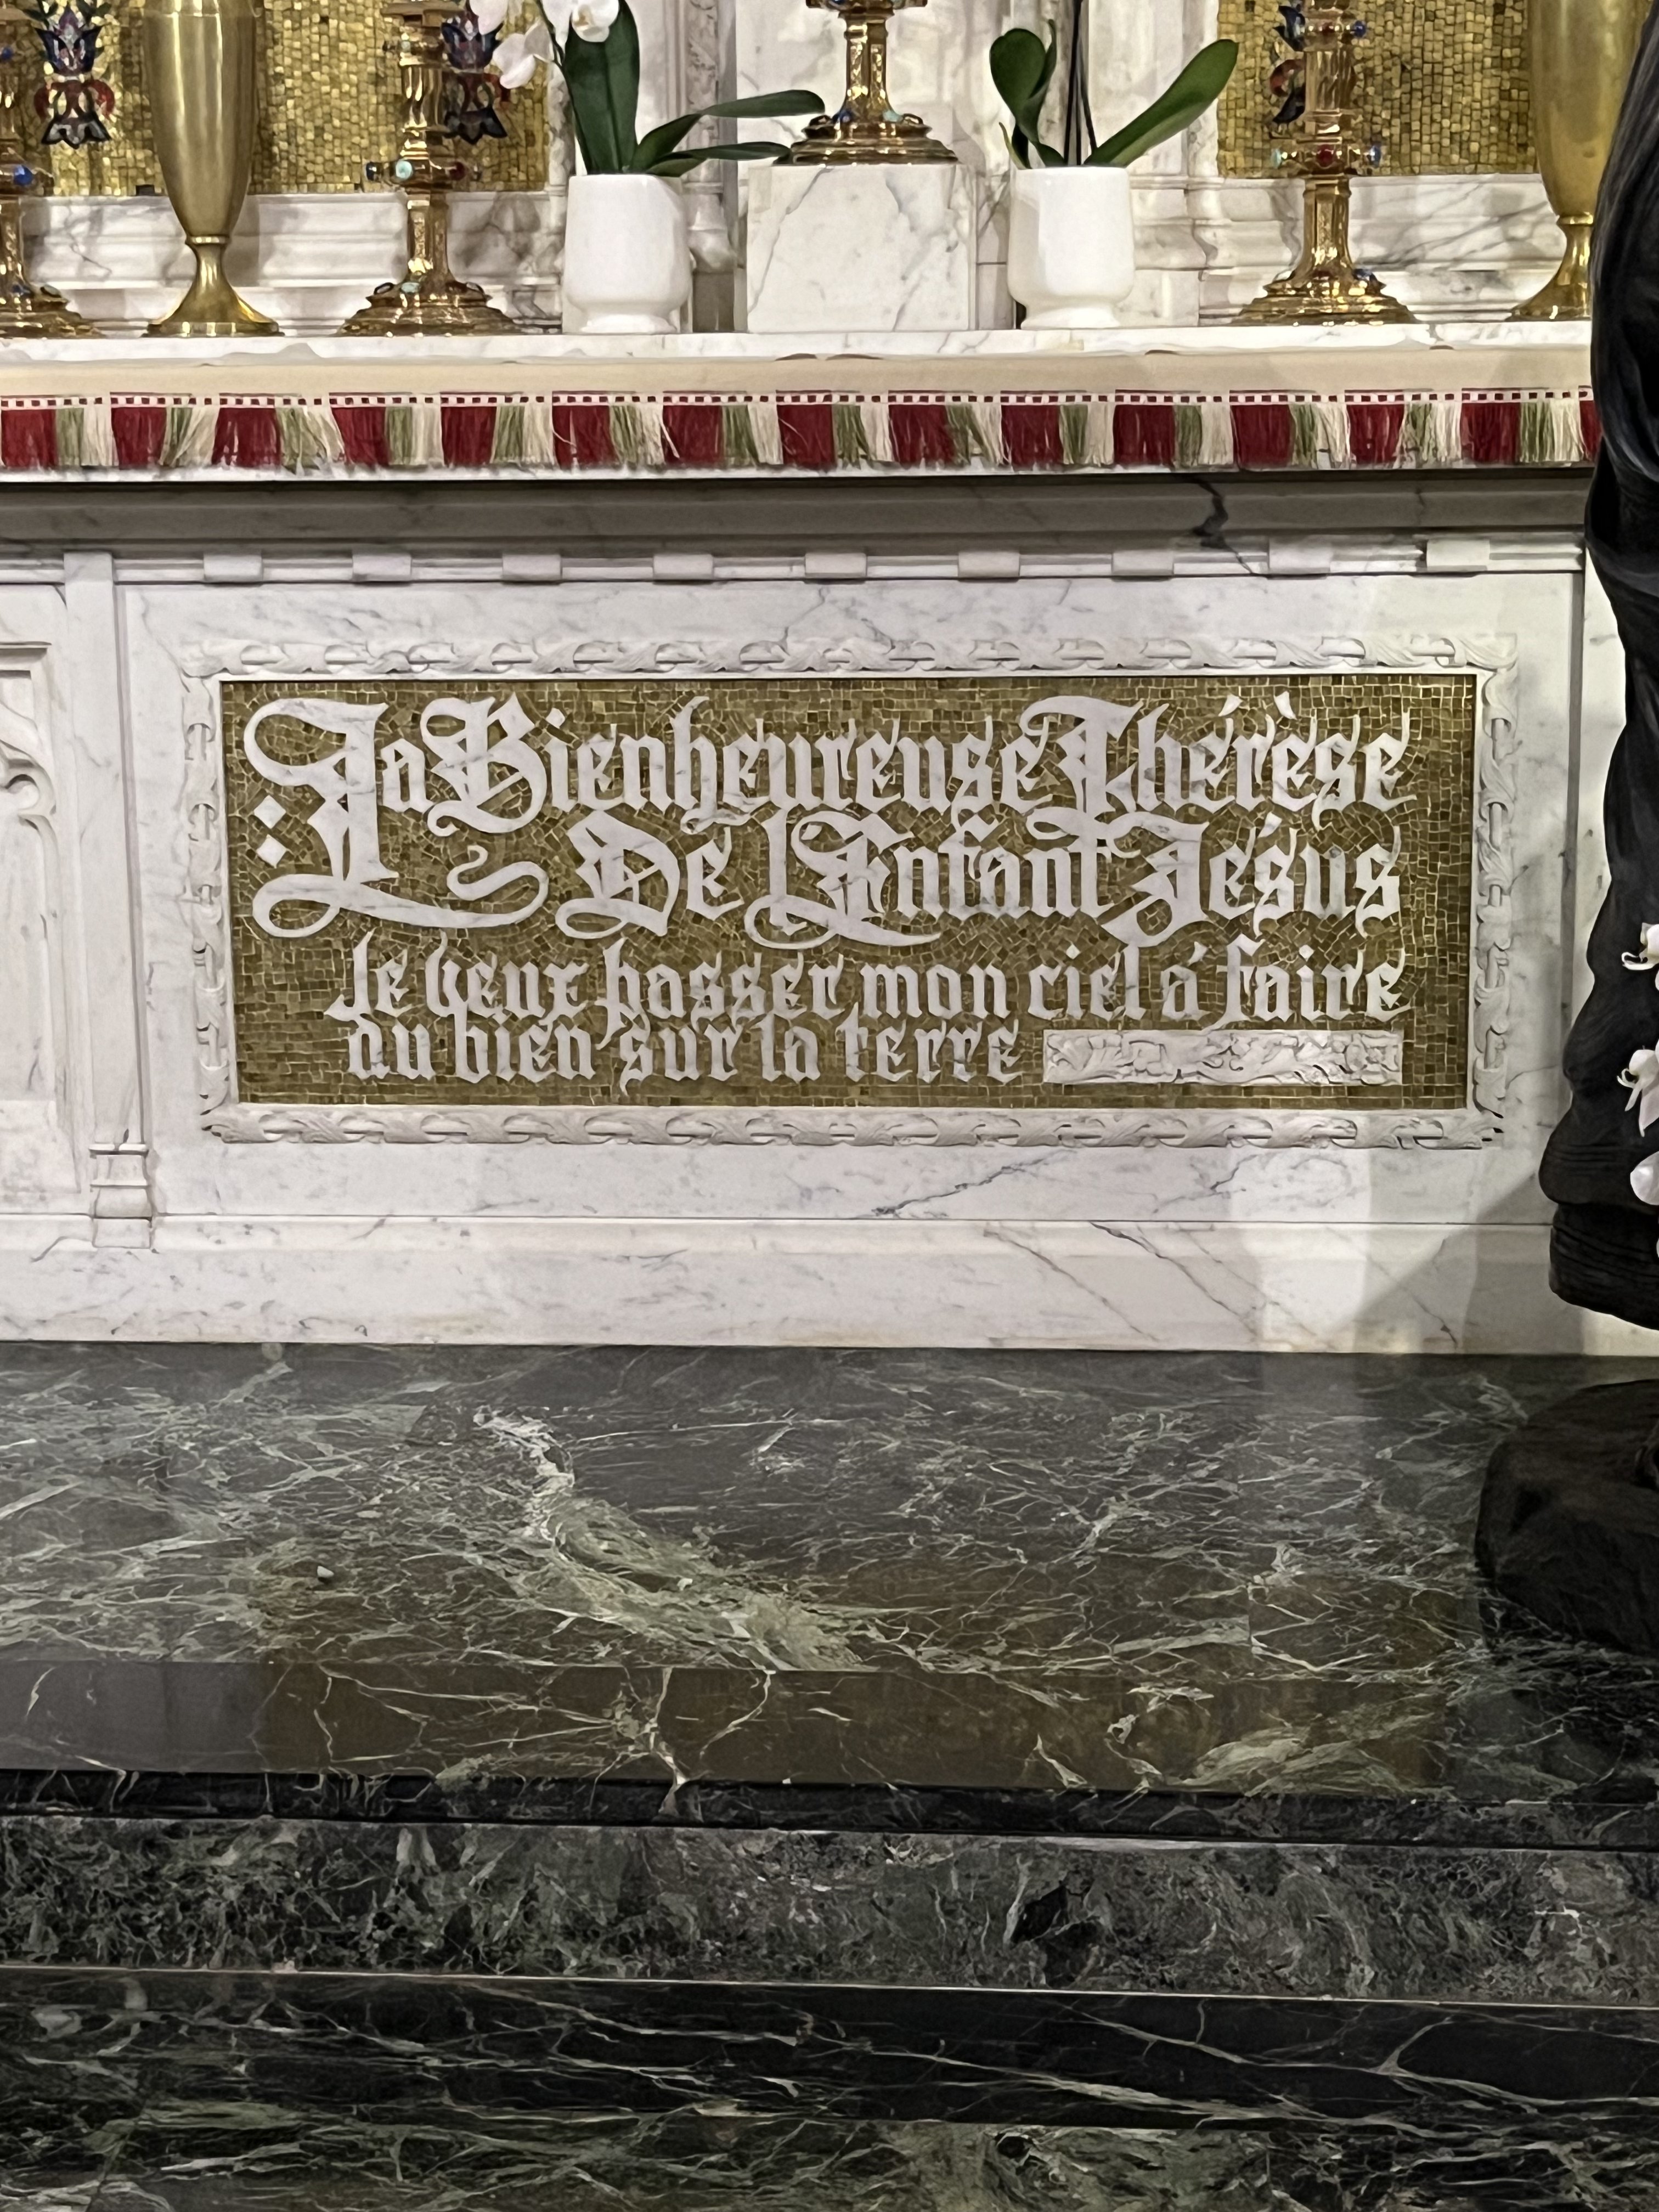 La Bienheureuse Thérèse
De l'Enfant Jésus
Je veux passer mon ciel à faire
du bien sur la terre